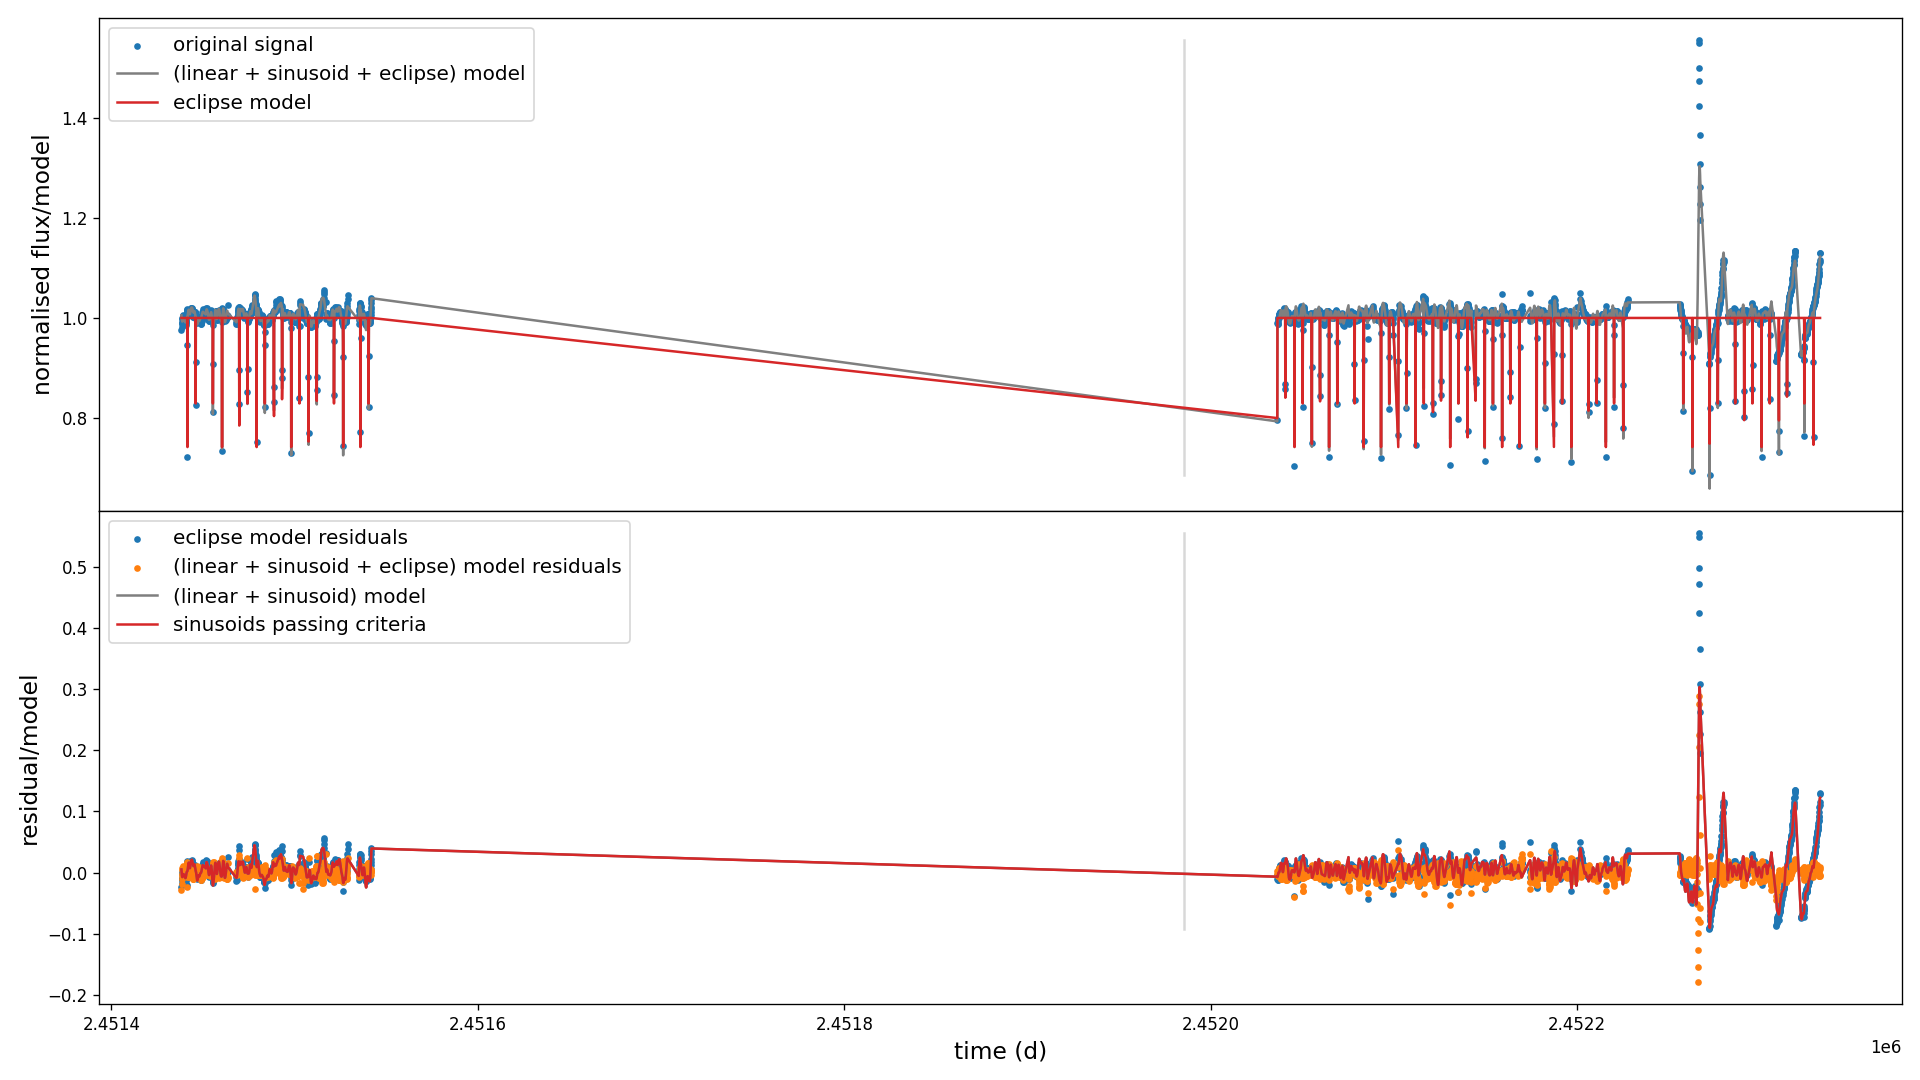 original signal
(linear + sinusoid + eclipse) model
eclipse model
normalised flux/model
1.4
1.2
1.0
0.8
eclipse model residuals
(linear + sinusoid + eclipse) model residuals
(linear + sinusoid) model
sinusoids passing criteria
residual/model
0.5
0.4
0.3
0.2
0.1
0.0
−0.1
−0.2
2.4514 2.4516 2.4518 2.4520 2.4522
time (d)
1e6